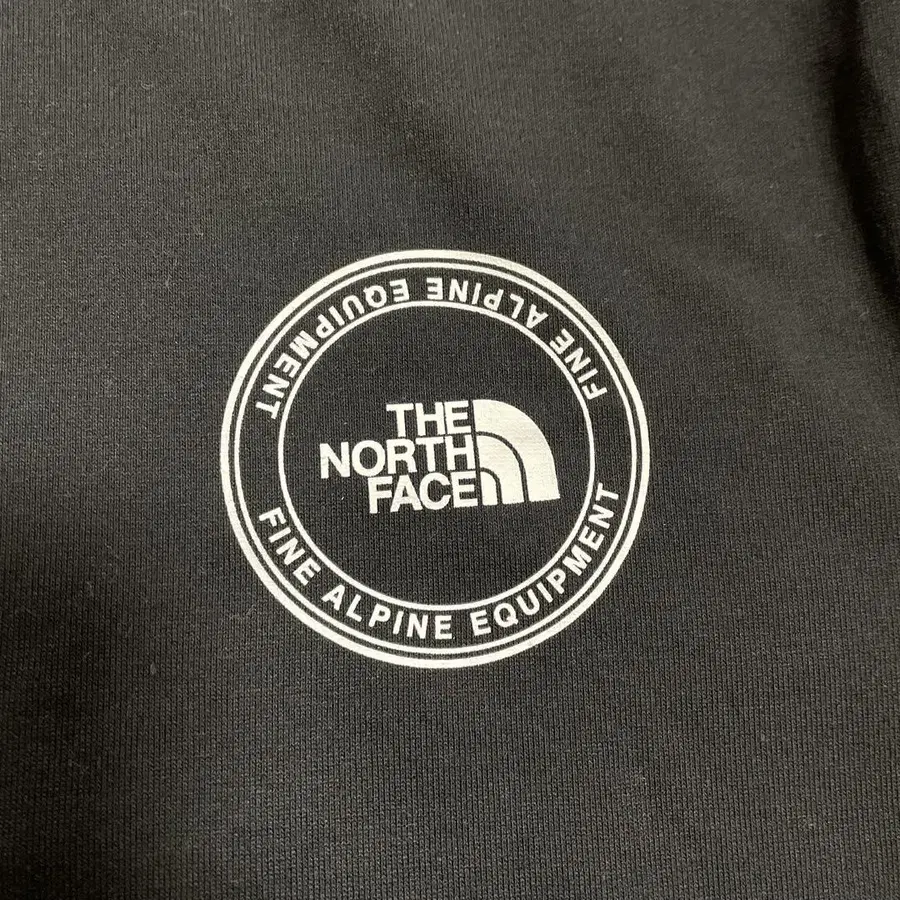 FINE ALPINE EQUIPMENT
THE
NORTH
FACE
FINE ALPINE EQUIPMENT